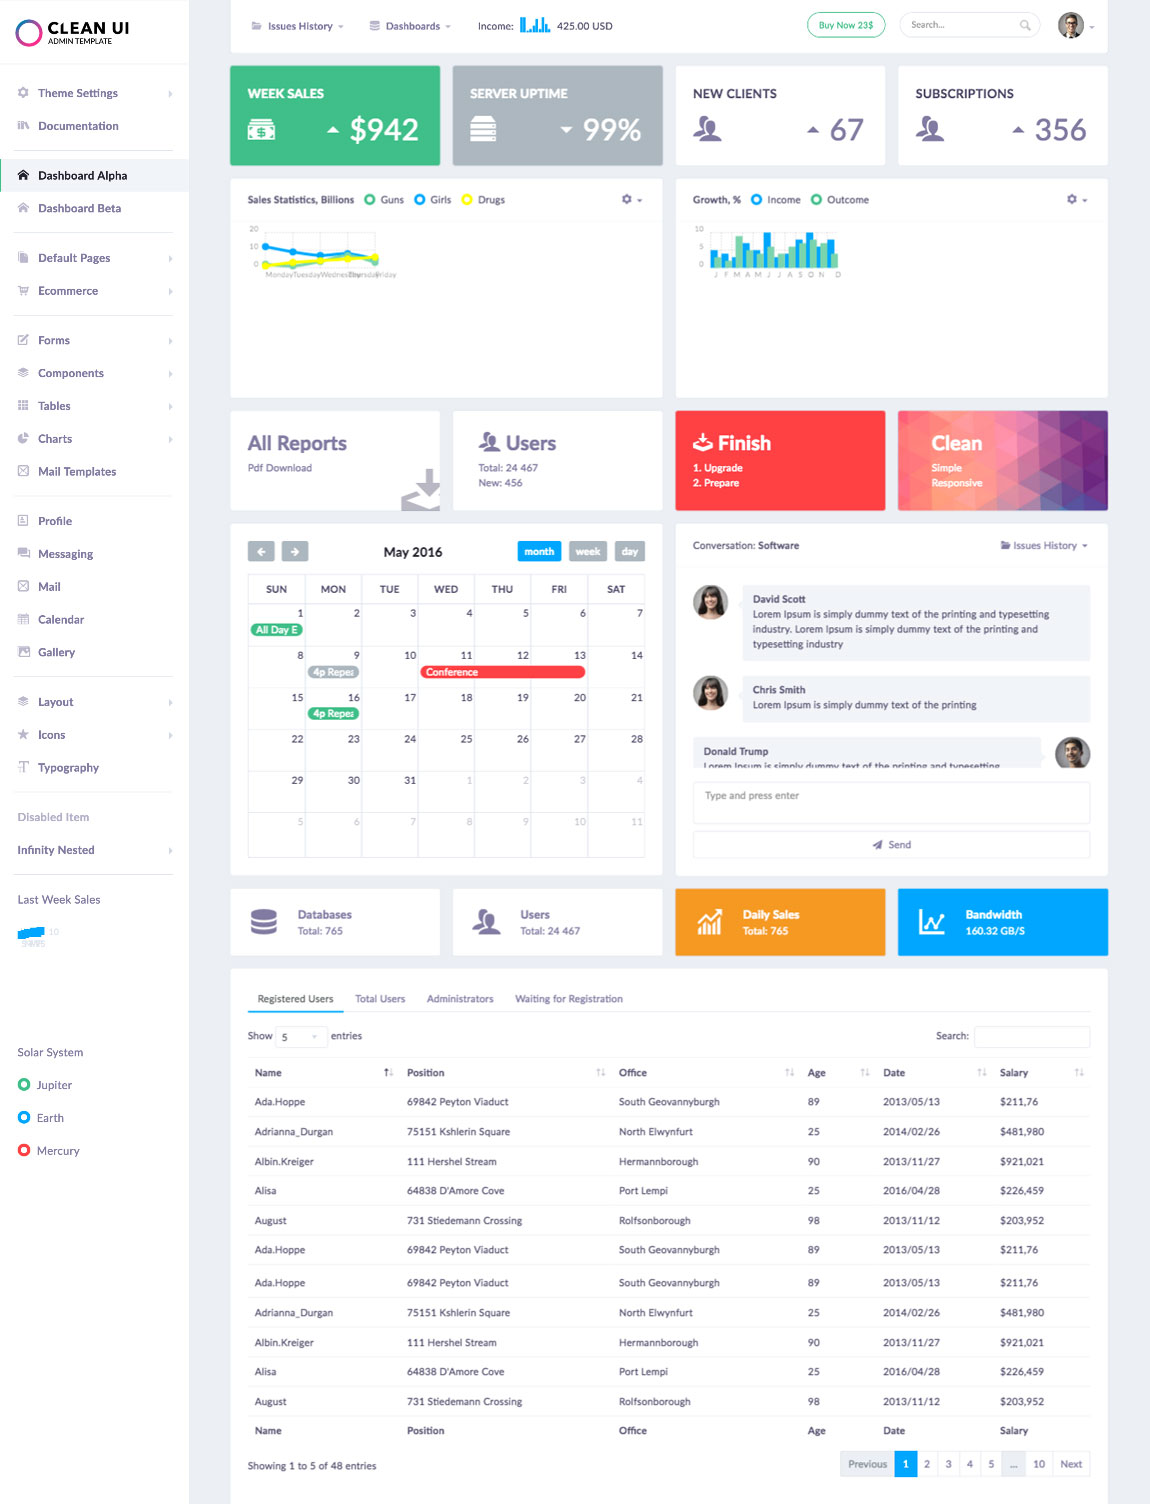 CLEAN UI
ADMIN TEMPLATE
Issues History
Dashboards
Income: 425.00 USD
Buy Now 23$
Search...
Theme Settings
Documentation
Dashboard Alpha
Dashboard Beta
Default Pages
Ecommerce
Forms
Components
Tables
Charts
Mail Templates
Profile
Messaging
Mail
Calendar
Gallery
Layout
Icons
Typography
Disabled Item
Infinity Nested
Last Week Sales
10
Solar System
Jupiter
Earth
Mercury
WEEK SALES
$942
SERVER UPTIME
99%
NEW CLIENTS
67
SUBSCRIPTIONS
356
Sales Statistics, Billions Guns Girls Drugs
20
10
0
Monday Tuesday Wednesday Thursday Friday
Growth, % Income Outcome
10
5
0
J F M A M J J A S O N D
All Reports
Pdf Download
Users
Total: 24 467
New: 456
Finish
1. Upgrade
2. Prepare
Clean
Simple
Responsive
May 2016
month week day
SUN MON TUE WED THU FRI SAT
1 2 3 4 5 6 7
All Day E
8 9 10 11 12 13 14
4p Repea Conference
15 16 17 18 19 20 21
4p Repea
22 23 24 25 26 27 28
29 30 31 1 2 3 4
5 6 7 8 9 10 11
Conversation: Software
Issues History
David Scott
Lorem Ipsum is simply dummy text of the printing and typesetting
industry. Lorem Ipsum is simply dummy text of the printing and
typesetting industry
Chris Smith
Lorem Ipsum is simply dummy text of the printing
Donald Trump
Lorem Ipsum is simply dummy text of the printing and typesetting
Type and press enter
Send
Databases
Total: 765
Users
Total: 24 467
Daily Sales
Total: 765
Bandwidth
160.32 GB/S
Registered Users Total Users Administrators Waiting for Registration
Show 5 entries Search:
Name Position Office Age Date Salary
Ada.Hoppe 69842 Peyton Viaduct South Geovannyburgh 89 2013/05/13 $211,76
Adrianna_Durgan 75151 Kshlerin Square North Elwynfurt 25 2014/02/26 $481,980
Albin.Kreiger 111 Hershel Stream Hermannborough 90 2013/11/27 $921,021
Alisa 64838 D'Amore Cove Port Lempi 25 2016/04/28 $226,459
August 731 Stiedemann Crossing Rolfsonborough 98 2013/11/12 $203,952
Ada.Hoppe 69842 Peyton Viaduct South Geovannyburgh 89 2013/05/13 $211,76
Ada.Hoppe 69842 Peyton Viaduct South Geovannyburgh 89 2013/05/13 $211,76
Adrianna_Durgan 75151 Kshlerin Square North Elwynfurt 25 2014/02/26 $481,980
Albin.Kreiger 111 Hershel Stream Hermannborough 90 2013/11/27 $921,021
Alisa 64838 D'Amore Cove Port Lempi 25 2016/04/28 $226,459
August 731 Stiedemann Crossing Rolfsonborough 98 2013/11/12 $203,952
Name Position Office Age Date Salary
Showing 1 to 5 of 48 entries
Previous 1 2 3 4 5 ... 10 Next